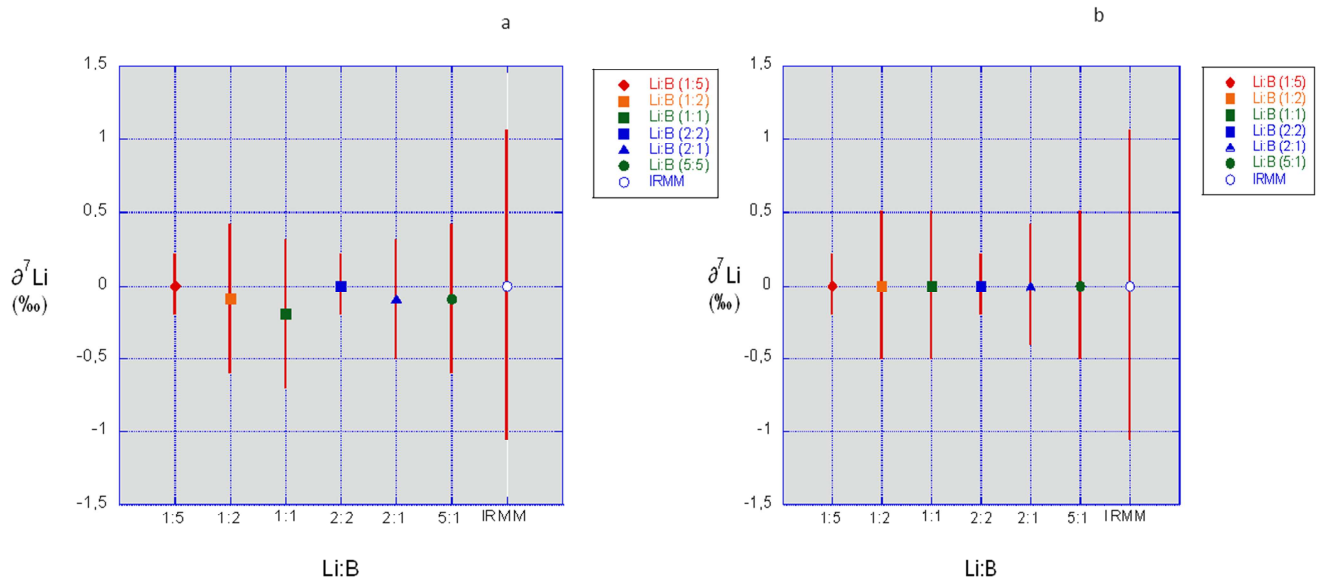 a
1,5
1
0,5
0
-0,5
-1
-1,5
∂⁷Li
(‰)
1:5 1:2 1:1 2:2 2:1 5:1 IRMM
Li:B
Li:B (1:5)
Li:B (1:2)
Li:B (1:1)
Li:B (2:2)
Li:B (2:1)
Li:B (5:5)
IRMM
b
1,5
1
0,5
0
-0,5
-1
-1,5
∂⁷Li
(‰)
1:5 1:2 1:1 2:2 2:1 5:1 IRMM
Li:B
Li:B (1:5)
Li:B (1:2)
Li:B (1:1)
Li:B (2:2)
Li:B (2:1)
Li:B (5:1)
IRMM